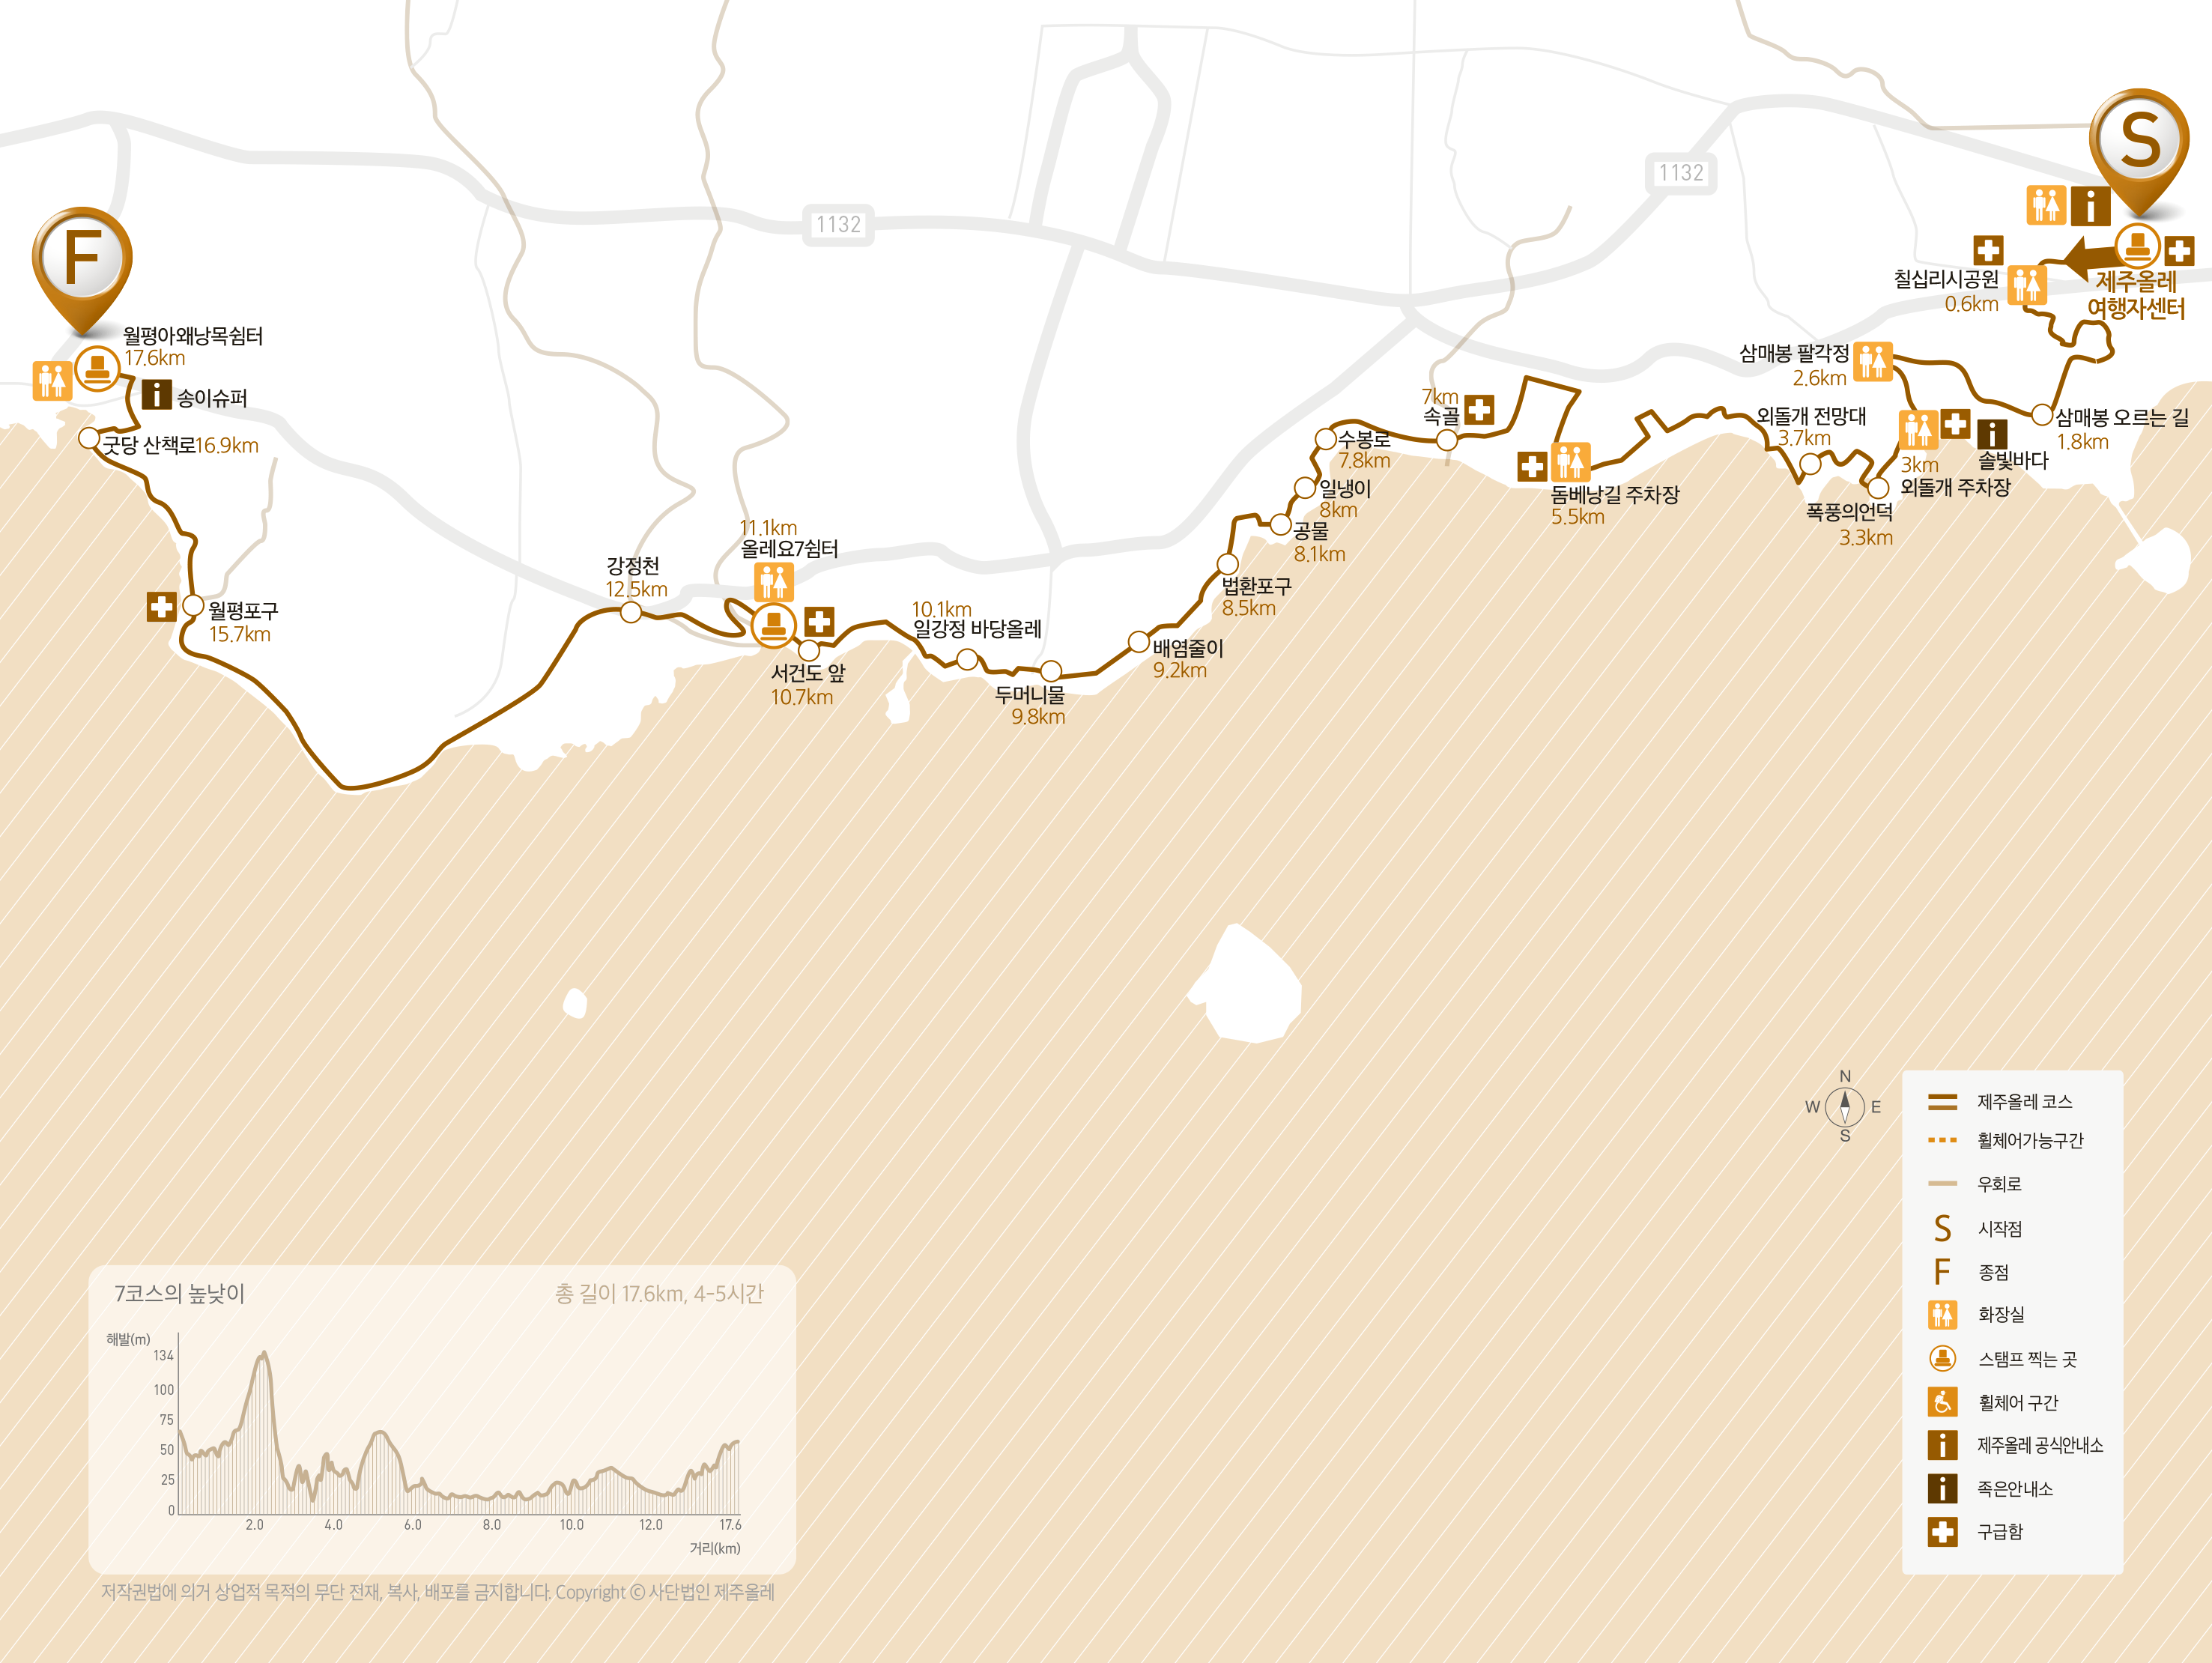 S
F
1132
1132
제주올레
여행자센터
칠십리시공원
0.6km
삼매봉 오르는 길
1.8km
삼매봉 팔각정
2.6km
솔빛바다
3km
외돌개 주차장
폭풍의언덕
3.3km
외돌개 전망대
3.7km
돔베낭길 주차장
5.5km
7km
속골
수봉로
7.8km
일냉이
8km
공물
8.1km
법환포구
8.5km
배염줄이
9.2km
두머니물
9.8km
10.1km
일강정 바당올레
서건도 앞
10.7km
11.1km
올레요7쉼터
강정천
12.5km
월평포구
15.7km
굿당 산책로16.9km
송이슈퍼
월평아왜낭목쉼터
17.6km
N
W E
S
제주올레 코스
휠체어가능구간
우회로
S 시작점
F 종점
화장실
스탬프 찍는 곳
휠체어 구간
제주올레 공식안내소
족은안내소
구급함
7코스의 높낮이
총 길이 17.6km, 4-5시간
해발(m)
134
100
75
50
25
0
2.0 4.0 6.0 8.0 10.0 12.0 17.6
거리(km)
저작권법에 의거 상업적 목적의 무단 전재, 복사, 배포를 금지합니다. Copyright © 사단법인 제주올레